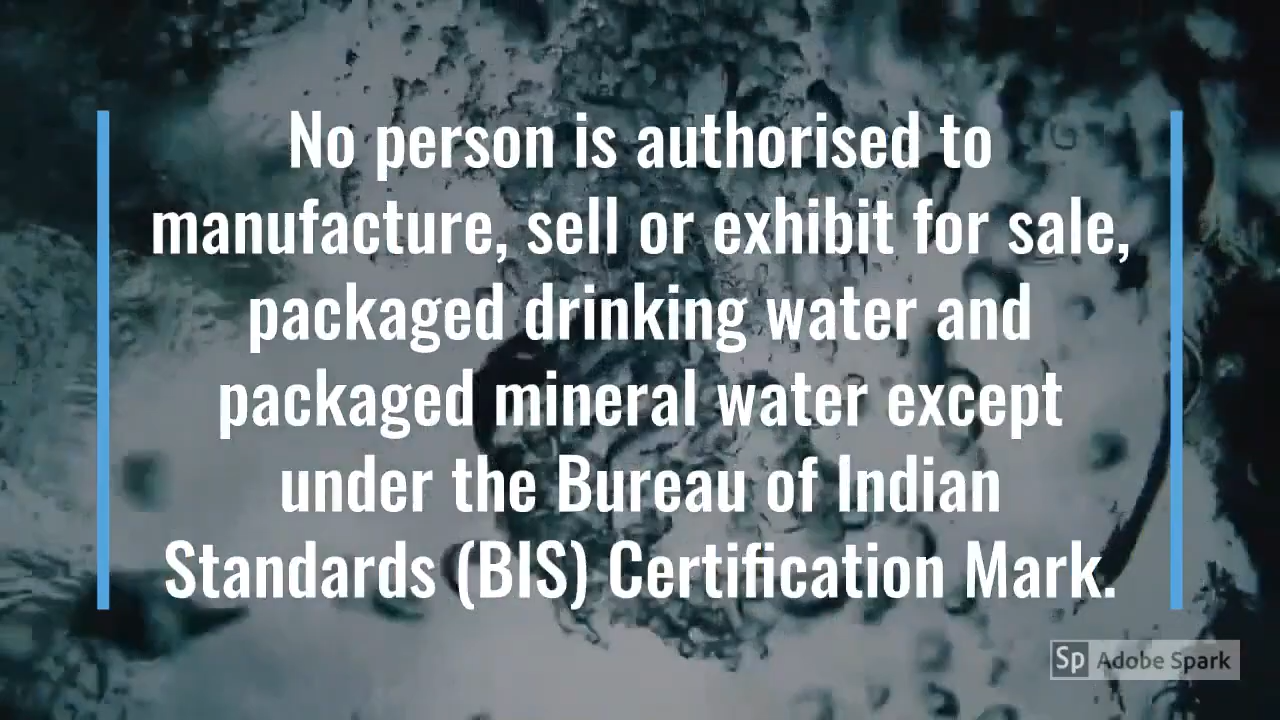 No person is authorised to
manufacture, sell or exhibit for sale,
packaged drinking water and
packaged mineral water except
under the Bureau of Indian
Standards (BIS) Certification Mark.
Sp Adobe Spark